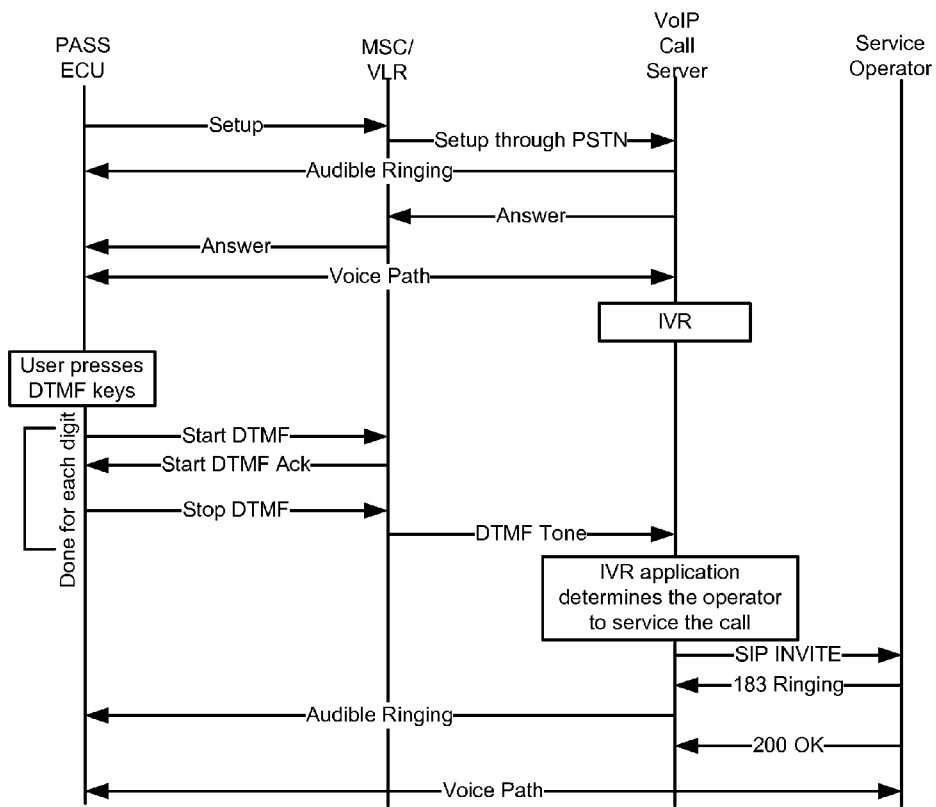 PASS
ECU
MSC/
VLR
VoIP
Call
Server
Service
Operator
Setup
Setup through PSTN
Audible Ringing
Answer
Answer
Voice Path
IVR
User presses
DTMF keys
Done for each digit
Start DTMF
Start DTMF Ack
Stop DTMF
DTMF Tone
IVR application
determines the operator
to service the call
SIP INVITE
183 Ringing
Audible Ringing
200 OK
Voice Path